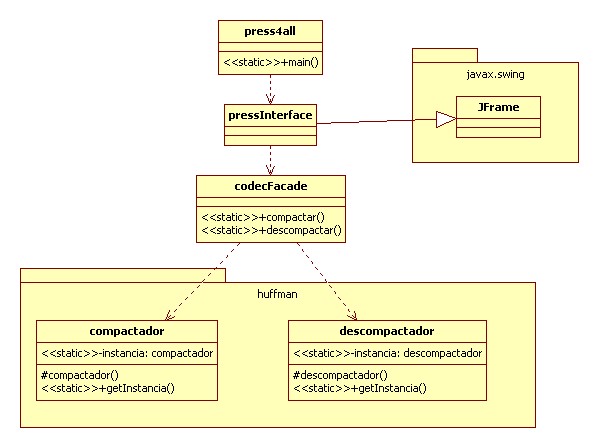 press4all
<<static>>+main()
javax.swing
pressInterface
JFrame
codecFacade
<<static>>+compactar()
<<static>>+descompactar()
huffman
compactador
<<static>>-instancia: compactador
#compactador()
<<static>>+getInstancia()
descompactador
<<static>>-instancia: descompactador
#descompactador()
<<static>>+getInstancia()